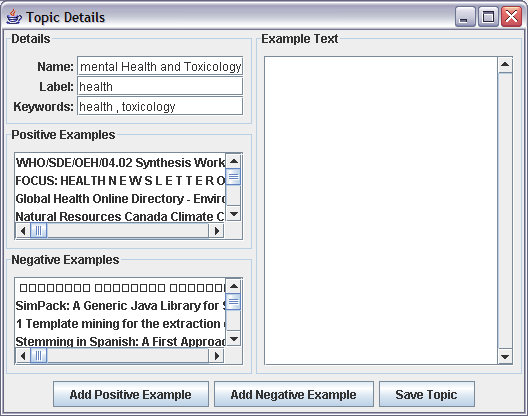 Topic Details
Details
Name: mental Health and Toxicology
Label: health
Keywords: health , toxicology
Positive Examples
WHO/SDE/OEH/04.02 Synthesis Work
FOCUS: HEALTH N E W S L E T T E R O
Global Health Online Directory - Enviro
Natural Resources Canada Climate C
Negative Examples
SimPack: A Generic Java Library for S
1 Template mining for the extraction
Stemming in Spanish: A First Approac
Example Text
Add Positive Example
Add Negative Example
Save Topic